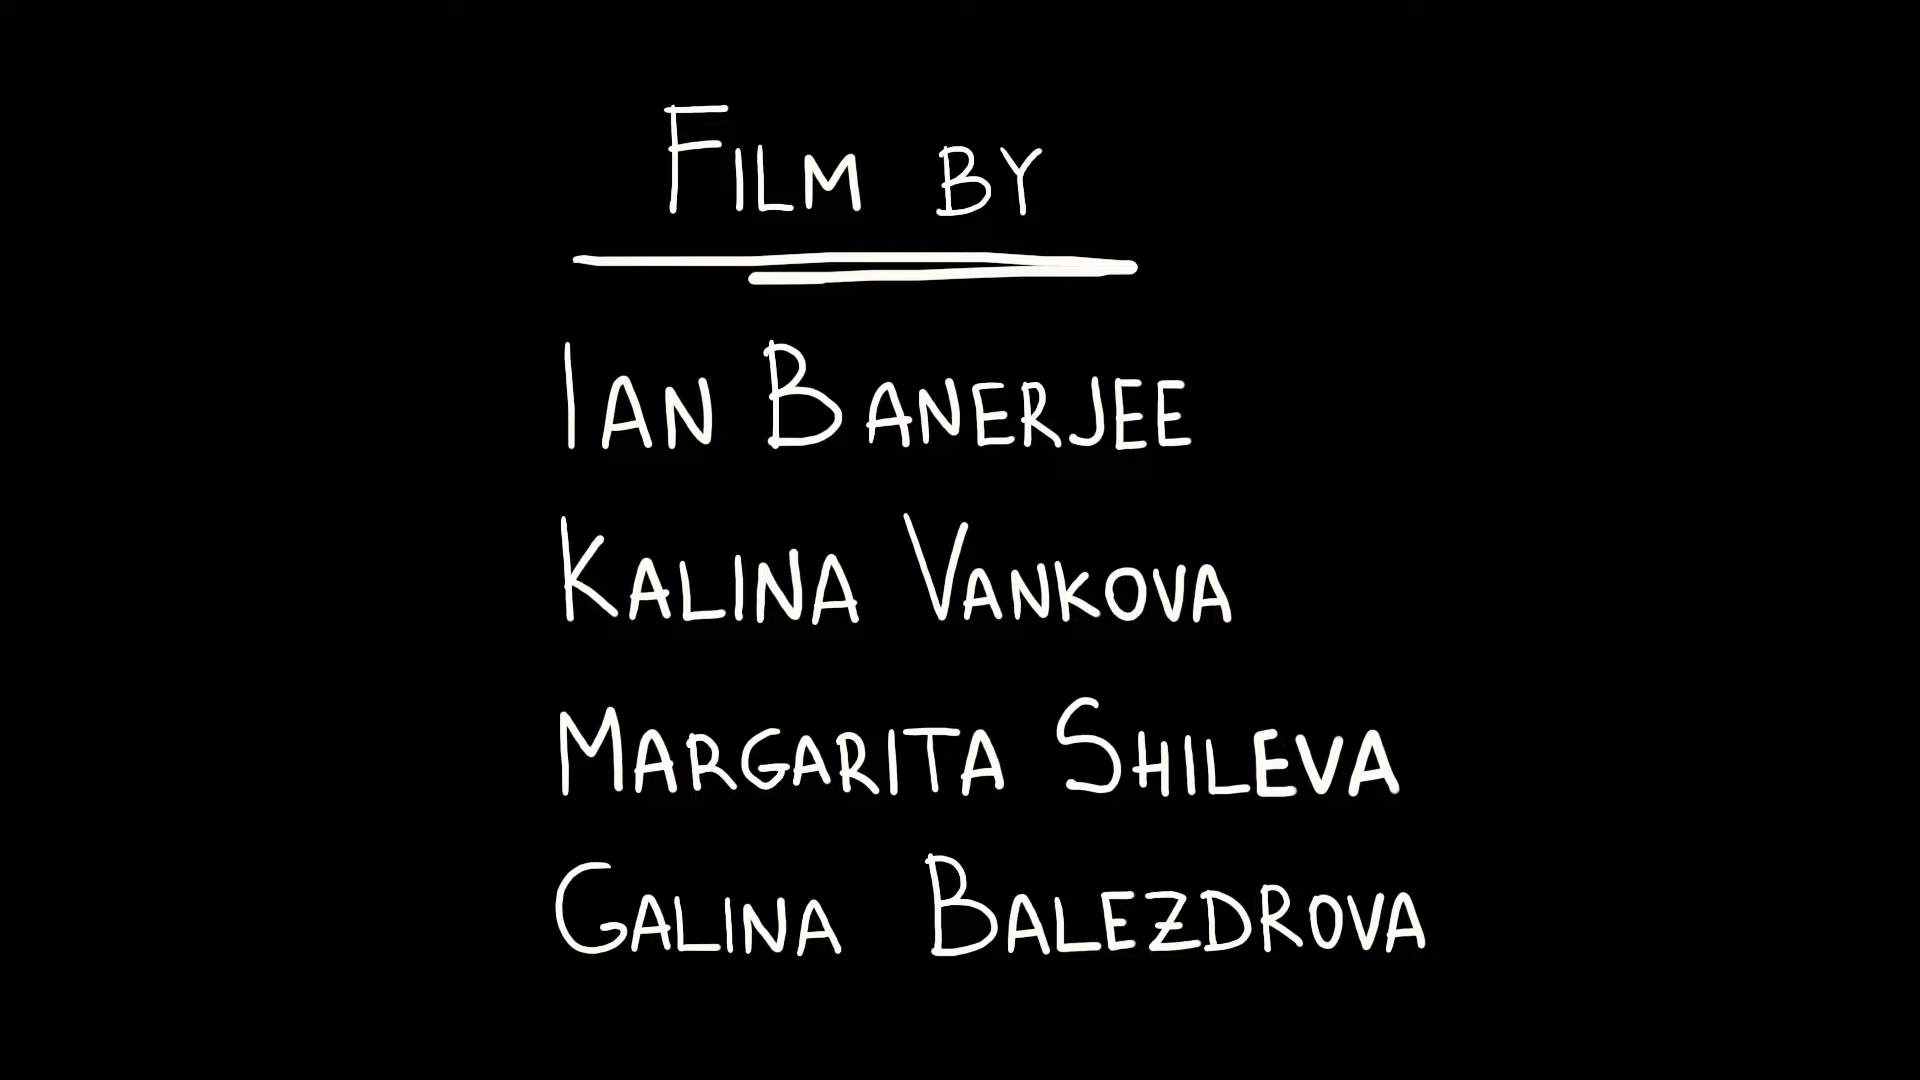 FILM BY
IAN BANERJEE
KALINA VANKOVA
MARGARITA SHILEVA
GALINA BALEZDROVA